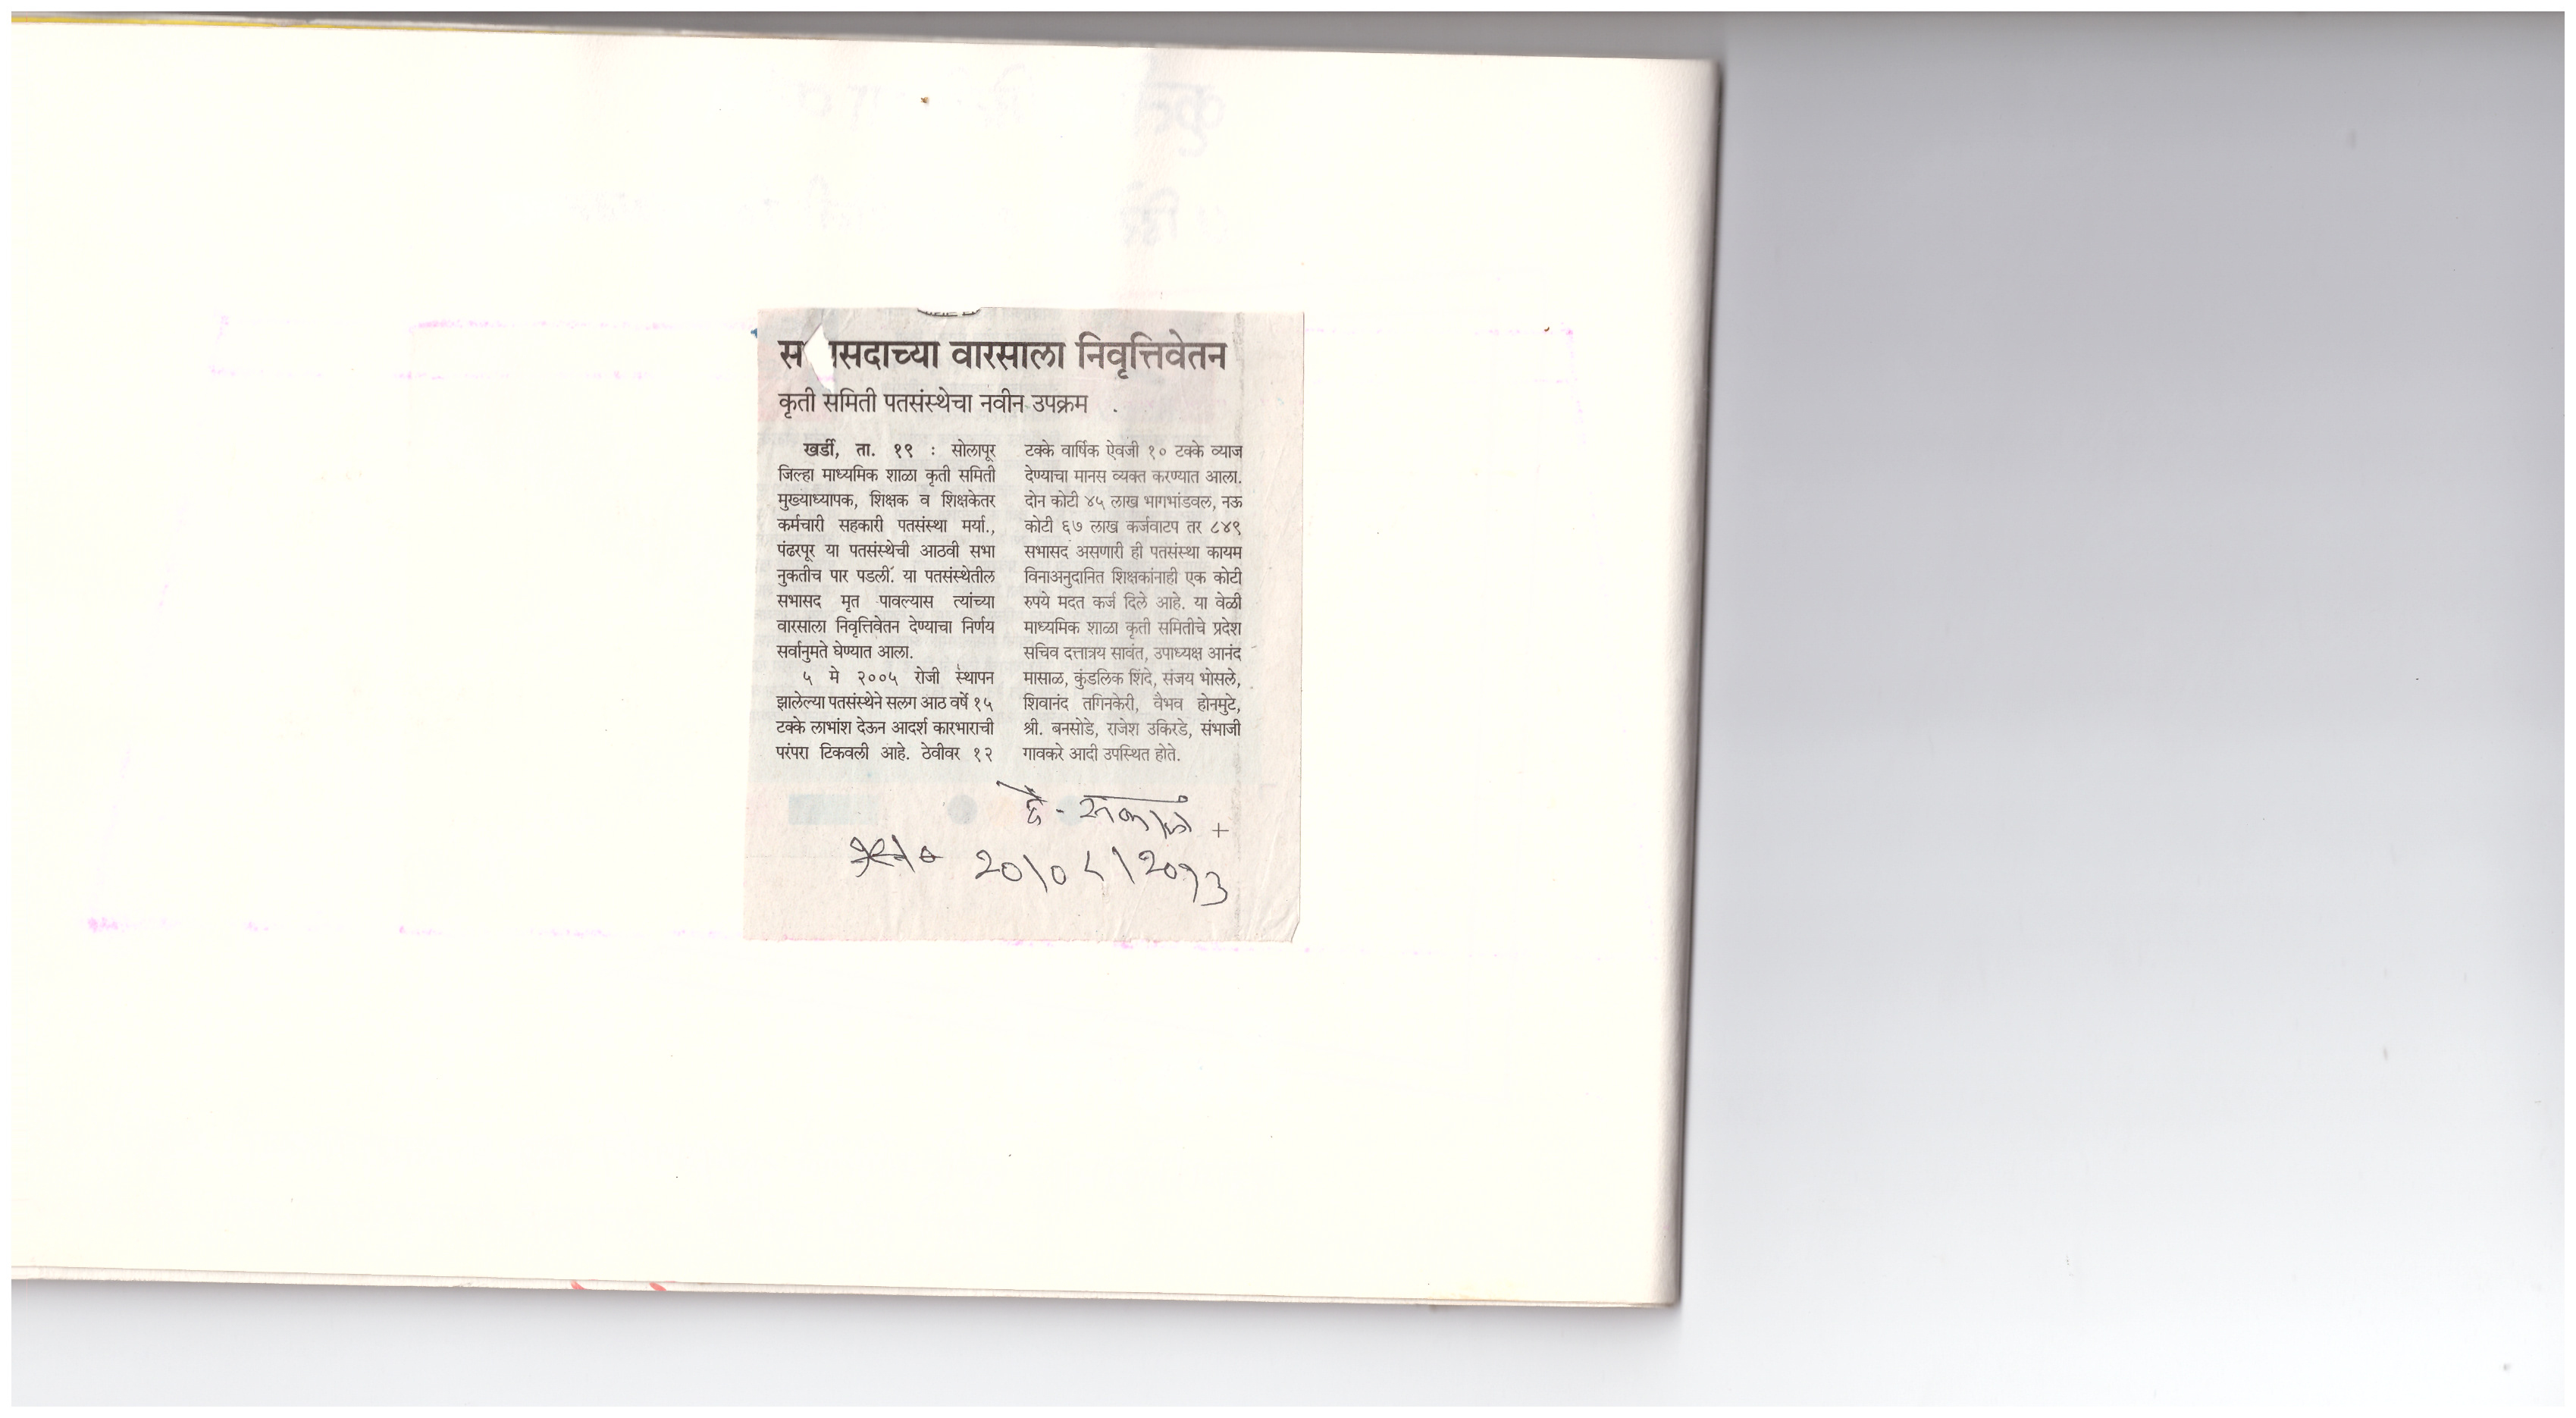 स ासदाच्या वारसाला निवृत्तिवेतन
कृती समिती पतसंस्थेचा नवीन उपक्रम
खर्डी, ता. १९ : सोलापूर
जिल्हा माध्यमिक शाळा कृती समिती
मुख्याध्यापक, शिक्षक व शिक्षकेतर
कर्मचारी सहकारी पतसंस्था मर्या.,
पंढरपूर या पतसंस्थेची आठवी सभा
नुकतीच पार पडली. या पतसंस्थेतील
सभासद मृत पावल्यास त्यांच्या
वारसाला निवृत्तिवेतन देण्याचा निर्णय
सर्वानुमते घेण्यात आला.
५ मे २००५ रोजी स्थापन
झालेल्या पतसंस्थेने सलग आठ वर्षे १५
टक्के लाभांश देऊन आदर्श कारभाराची
परंपरा टिकवली आहे. ठेवीवर १२
टक्के वार्षिक ऐवजी १० टक्के व्याज
देण्याचा मानस व्यक्त करण्यात आला.
दोन कोटी ४५ लाख भागभांडवल, नऊ
कोटी ६७ लाख कर्जवाटप तर ८४९
सभासद असणारी ही पतसंस्था कायम
विनाअनुदानित शिक्षकांनाही एक कोटी
रुपये मदत कर्ज दिले आहे. या वेळी
माध्यमिक शाळा कृती समितीचे प्रदेश
सचिव दत्तात्रय सावंत, उपाध्यक्ष आनंद
मासाळ, कुंडलिक शिंदे, संजय भोसले,
शिवानंद तगिनकेरी, वैभव होनमुटे,
श्री. बनसोडे, राजेश उकिरडे, संभाजी
गावकरे आदी उपस्थित होते.
दै - सकाळ
२०/०८/२०१३